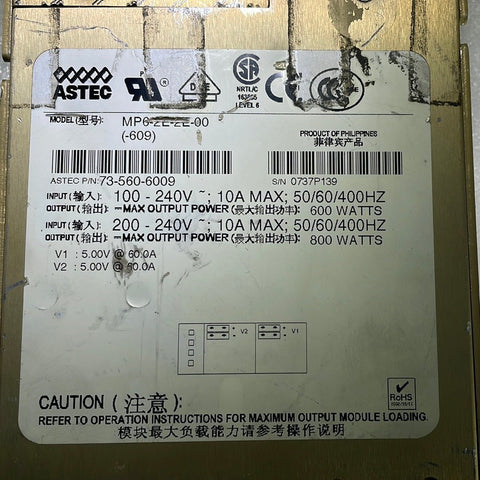 ASTEC
NRTL/C
LEVEL 6
MODEL(型号): MP6-2E-2E-00
(-609)
PRODUCT OF PHILIPPINES
菲律宾产品
ASTEC P/N: 73-560-6009
S/N 0737P139
INPUT (输入): 100 - 240V ~; 10A MAX; 50/60/400HZ
OUTPUT (输出): -MAX OUTPUT POWER(最大输出功率): 600 WATTS
INPUT (输入): 200 - 240V ~; 10A MAX; 50/60/400HZ
OUTPUT (输出): -MAX OUTPUT POWER(最大输出功率): 800 WATTS
V1 : 5.00V @ 60.0A
V2 : 5.00V @ 60.0A
V2 V1
RoHS
CAUTION (注意):
REFER TO OPERATION INSTRUCTIONS FOR MAXIMUM OUTPUT MODULE LOADING.
模块最大负载能力请参考操作说明